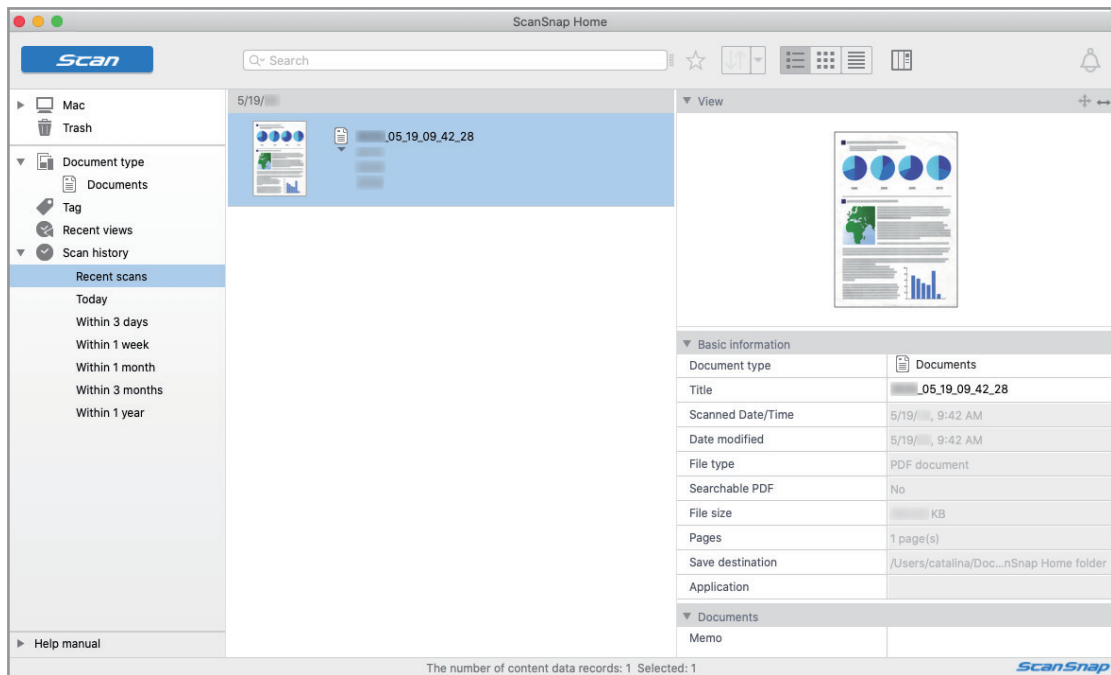 ScanSnap Home
Scan
Search
Mac
Trash
Document type
Documents
Tag
Recent views
Scan history
Recent scans
Today
Within 3 days
Within 1 week
Within 1 month
Within 3 months
Within 1 year
Help manual
5/19/
_05_19_09_42_28
View
Basic information
Document type Documents
Title _05_19_09_42_28
Scanned Date/Time 5/19/ , 9:42 AM
Date modified 5/19/ , 9:42 AM
File type PDF document
Searchable PDF No
File size KB
Pages 1 page(s)
Save destination /Users/catalina/Doc...nSnap Home folder
Application
Documents
Memo
The number of content data records: 1 Selected: 1
ScanSnap